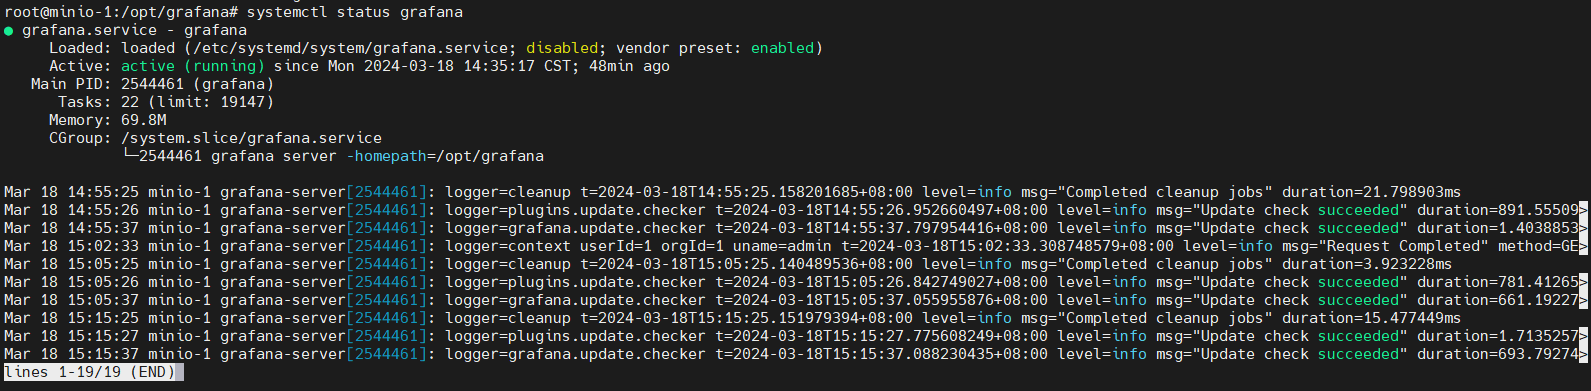 root@minio-1:/opt/grafana# systemctl status grafana
● grafana.service - grafana
     Loaded: loaded (/etc/systemd/system/grafana.service; disabled; vendor preset: enabled)
     Active: active (running) since Mon 2024-03-18 14:35:17 CST; 48min ago
   Main PID: 2544461 (grafana)
      Tasks: 22 (limit: 19147)
     Memory: 69.8M
     CGroup: /system.slice/grafana.service
             └─2544461 grafana server -homepath=/opt/grafana
Mar 18 14:55:25 minio-1 grafana-server[2544461]: logger=cleanup t=2024-03-18T14:55:25.158201685+08:00 level=info msg="Completed cleanup jobs" duration=21.798903ms
Mar 18 14:55:26 minio-1 grafana-server[2544461]: logger=plugins.update.checker t=2024-03-18T14:55:26.952660497+08:00 level=info msg="Update check succeeded" duration=891.55509>
Mar 18 14:55:37 minio-1 grafana-server[2544461]: logger=grafana.update.checker t=2024-03-18T14:55:37.797954416+08:00 level=info msg="Update check succeeded" duration=1.4038853>
Mar 18 15:02:33 minio-1 grafana-server[2544461]: logger=context userId=1 orgId=1 uname=admin t=2024-03-18T15:02:33.308748579+08:00 level=info msg="Request Completed" method=GE>
Mar 18 15:05:25 minio-1 grafana-server[2544461]: logger=cleanup t=2024-03-18T15:05:25.140489536+08:00 level=info msg="Completed cleanup jobs" duration=3.923228ms
Mar 18 15:05:26 minio-1 grafana-server[2544461]: logger=plugins.update.checker t=2024-03-18T15:05:26.842749027+08:00 level=info msg="Update check succeeded" duration=781.41265>
Mar 18 15:05:37 minio-1 grafana-server[2544461]: logger=grafana.update.checker t=2024-03-18T15:05:37.055955876+08:00 level=info msg="Update check succeeded" duration=661.19227>
Mar 18 15:15:25 minio-1 grafana-server[2544461]: logger=cleanup t=2024-03-18T15:15:25.151979394+08:00 level=info msg="Completed cleanup jobs" duration=15.477449ms
Mar 18 15:15:27 minio-1 grafana-server[2544461]: logger=plugins.update.checker t=2024-03-18T15:15:27.775608249+08:00 level=info msg="Update check succeeded" duration=1.7135257>
Mar 18 15:15:37 minio-1 grafana-server[2544461]: logger=grafana.update.checker t=2024-03-18T15:15:37.088230435+08:00 level=info msg="Update check succeeded" duration=693.79274>
lines 1-19/19 (END)